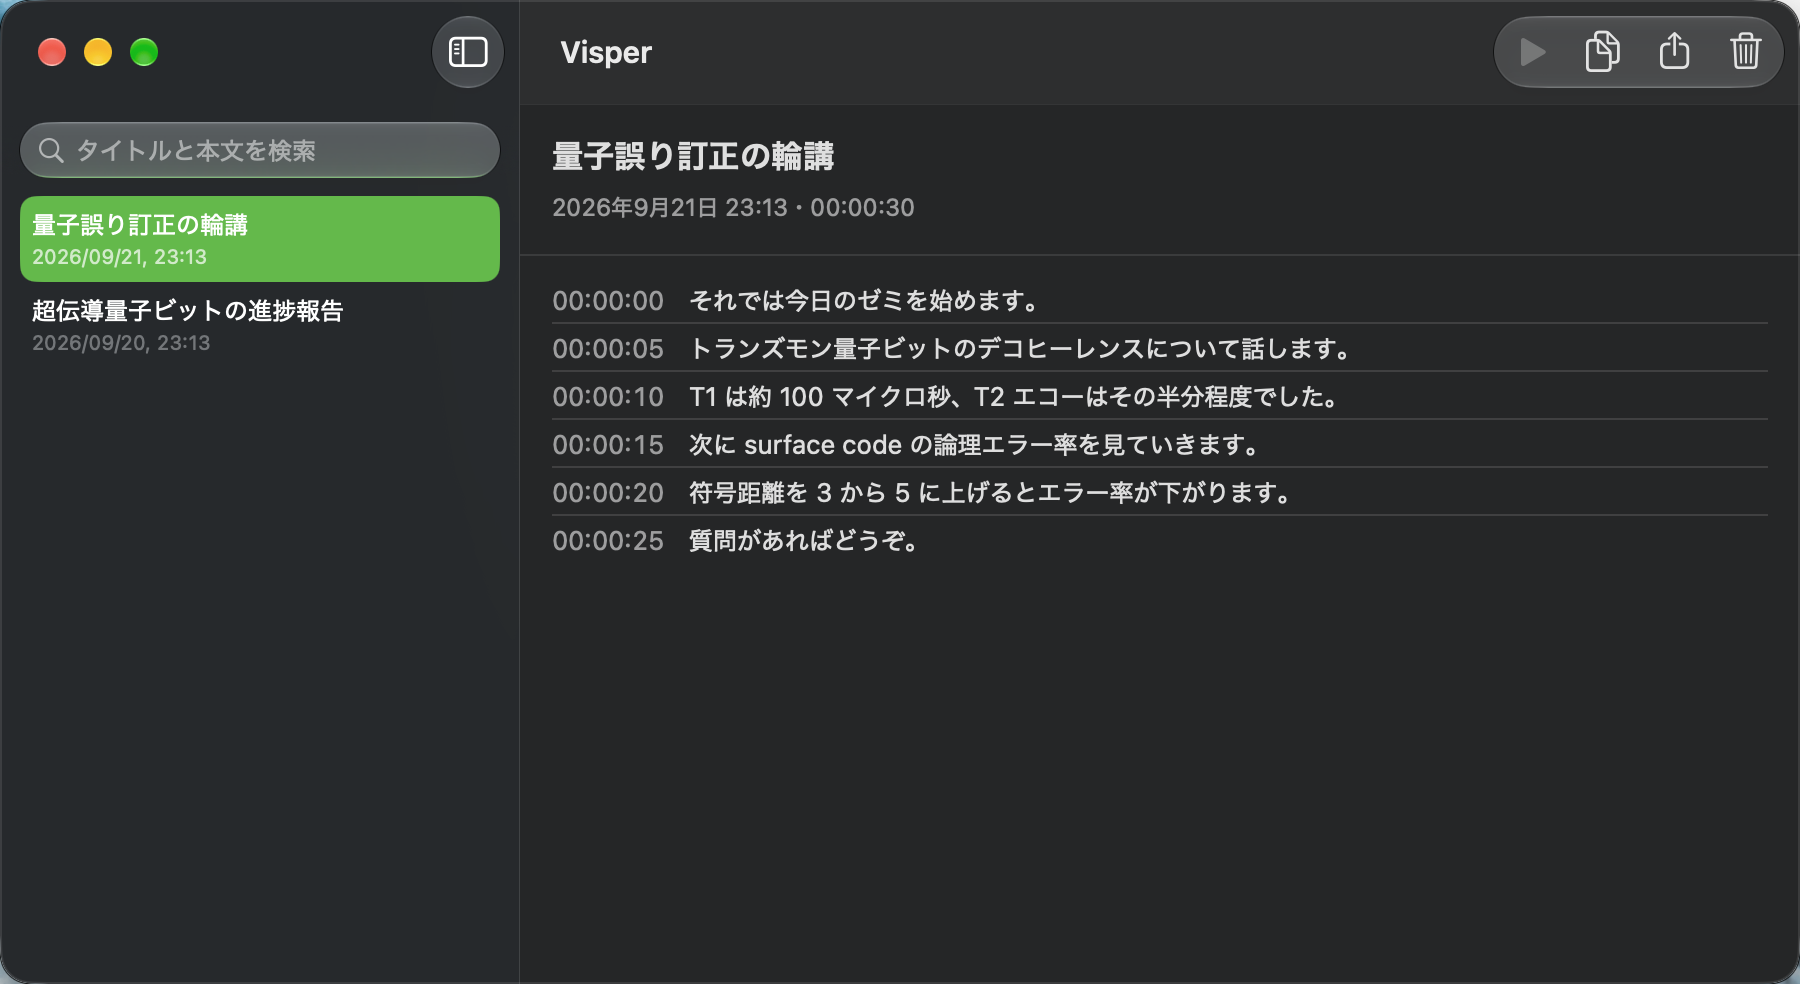 Visper
タイトルと本文を検索
量子誤り訂正の輪講
2026/09/21, 23:13
超伝導量子ビットの進捗報告
2026/09/20, 23:13
量子誤り訂正の輪講
2026年9月21日 23:13・00:00:30
00:00:00 それでは今日のゼミを始めます。
00:00:05 トランズモン量子ビットのデコヒーレンスについて話します。
00:00:10 T1 は約 100 マイクロ秒、T2 エコーはその半分程度でした。
00:00:15 次に surface code の論理エラー率を見ていきます。
00:00:20 符号距離を 3 から 5 に上げるとエラー率が下がります。
00:00:25 質問があればどうぞ。